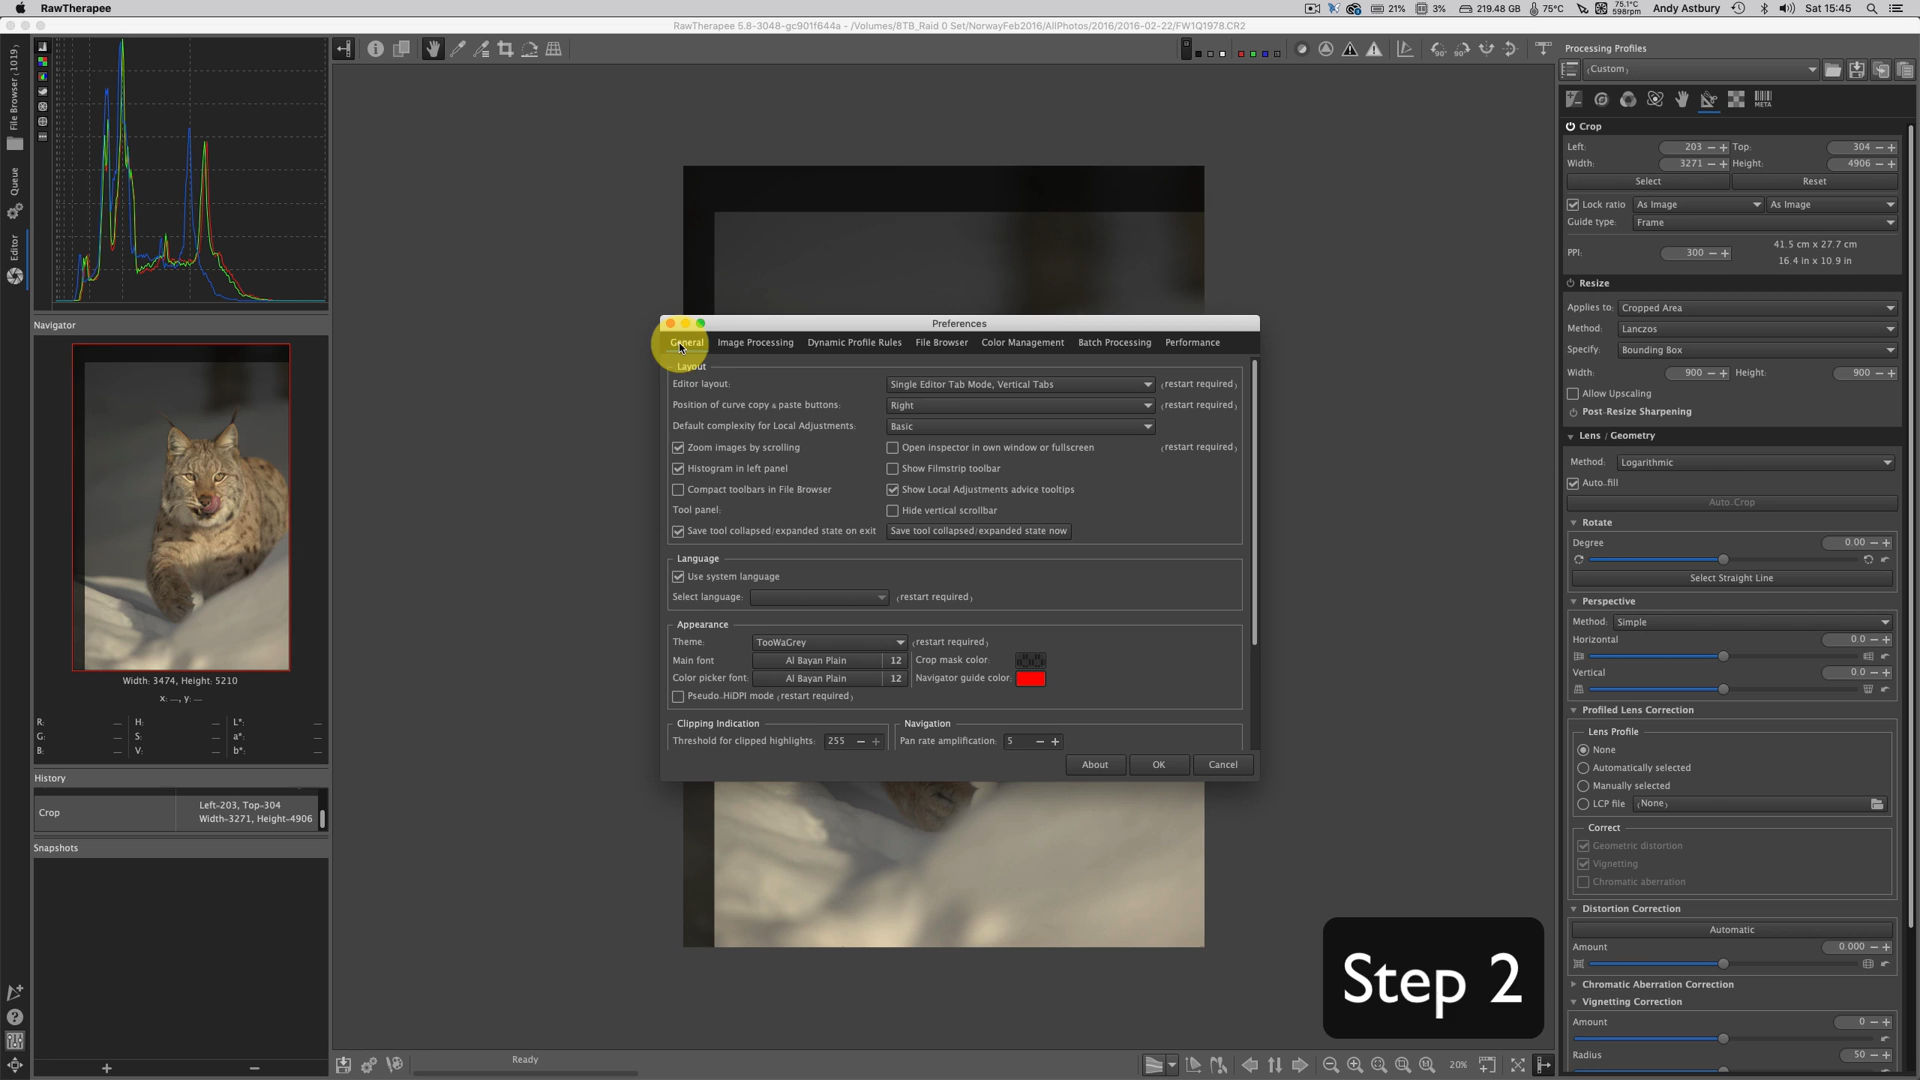 RawTherapee
21%
3%
219.48 GB
75°C
75.1°C
598rpm
Andy Astbury
Sat 15:45
RawTherapee 5.8-3048-gc901f644a - /Volumes/8TB_Raid 0 Set/NorwayFeb2016/AllPhotos/2016/2016-02-22/FW1Q1978.CR2
File Browser (1019)
Queue
Editor
Navigator
Width: 3474, Height: 5210
x: —, y: —
R: — H: — L*: —
G: — S: — a*: —
B: — V: — b*: —
History
Crop
Left=203, Top=304
Width=3271, Height=4906
Snapshots
Preferences
General Image Processing Dynamic Profile Rules File Browser Color Management Batch Processing Performance
Layout
Editor layout: Single Editor Tab Mode, Vertical Tabs (restart required)
Position of curve copy & paste buttons: Right (restart required)
Default complexity for Local Adjustments: Basic
Zoom images by scrolling Open inspector in own window or fullscreen (restart required)
Histogram in left panel Show Filmstrip toolbar
Compact toolbars in File Browser Show Local Adjustments advice tooltips
Tool panel: Hide vertical scrollbar
Save tool collapsed/expanded state on exit Save tool collapsed/expanded state now
Language
Use system language
Select language: (restart required)
Appearance
Theme: TooWaGrey (restart required)
Main font Al Bayan Plain 12 Crop mask color:
Color picker font: Al Bayan Plain 12 Navigator guide color:
Pseudo-HiDPI mode (restart required)
Clipping Indication Navigation
Threshold for clipped highlights: 255 − + Pan rate amplification: 5 − +
About OK Cancel
Step 2
Ready
20%
Processing Profiles
(Custom)
META
Crop
Left: 203 − + Top: 304 − +
Width: 3271 − + Height: 4906 − +
Select Reset
Lock ratio As Image As Image
Guide type: Frame
PPI: 300 − + 41.5 cm x 27.7 cm
16.4 in x 10.9 in
Resize
Applies to: Cropped Area
Method: Lanczos
Specify: Bounding Box
Width: 900 − + Height: 900 − +
Allow Upscaling
Post-Resize Sharpening
Lens / Geometry
Method: Logarithmic
Auto-fill
Auto-Crop
Rotate
Degree 0.00 − +
Select Straight Line
Perspective
Method: Simple
Horizontal 0.0 − +
Vertical 0.0 − +
Profiled Lens Correction
Lens Profile
None
Automatically selected
Manually selected
LCP file (None)
Correct
Geometric distortion
Vignetting
Chromatic aberration
Distortion Correction
Automatic
Amount 0.000 − +
Chromatic Aberration Correction
Vignetting Correction
Amount 0 − +
Radius 50 − +